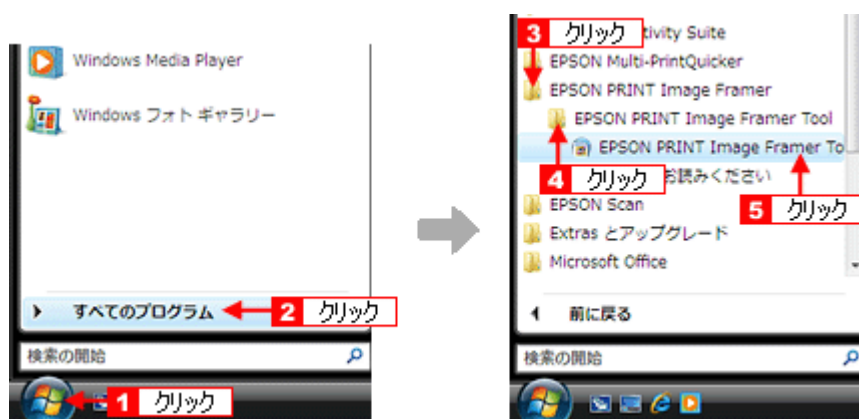 Windows Media Player
Windows フォト ギャラリー
すべてのプログラム
2 クリック
検索の開始
1 クリック
3 クリック
tivity Suite
EPSON Multi-PrintQuicker
EPSON PRINT Image Framer
EPSON PRINT Image Framer Tool
EPSON PRINT Image Framer To
4 クリック
お読みください
EPSON Scan
5 クリック
Extras とアップグレード
Microsoft Office
前に戻る
検索の開始